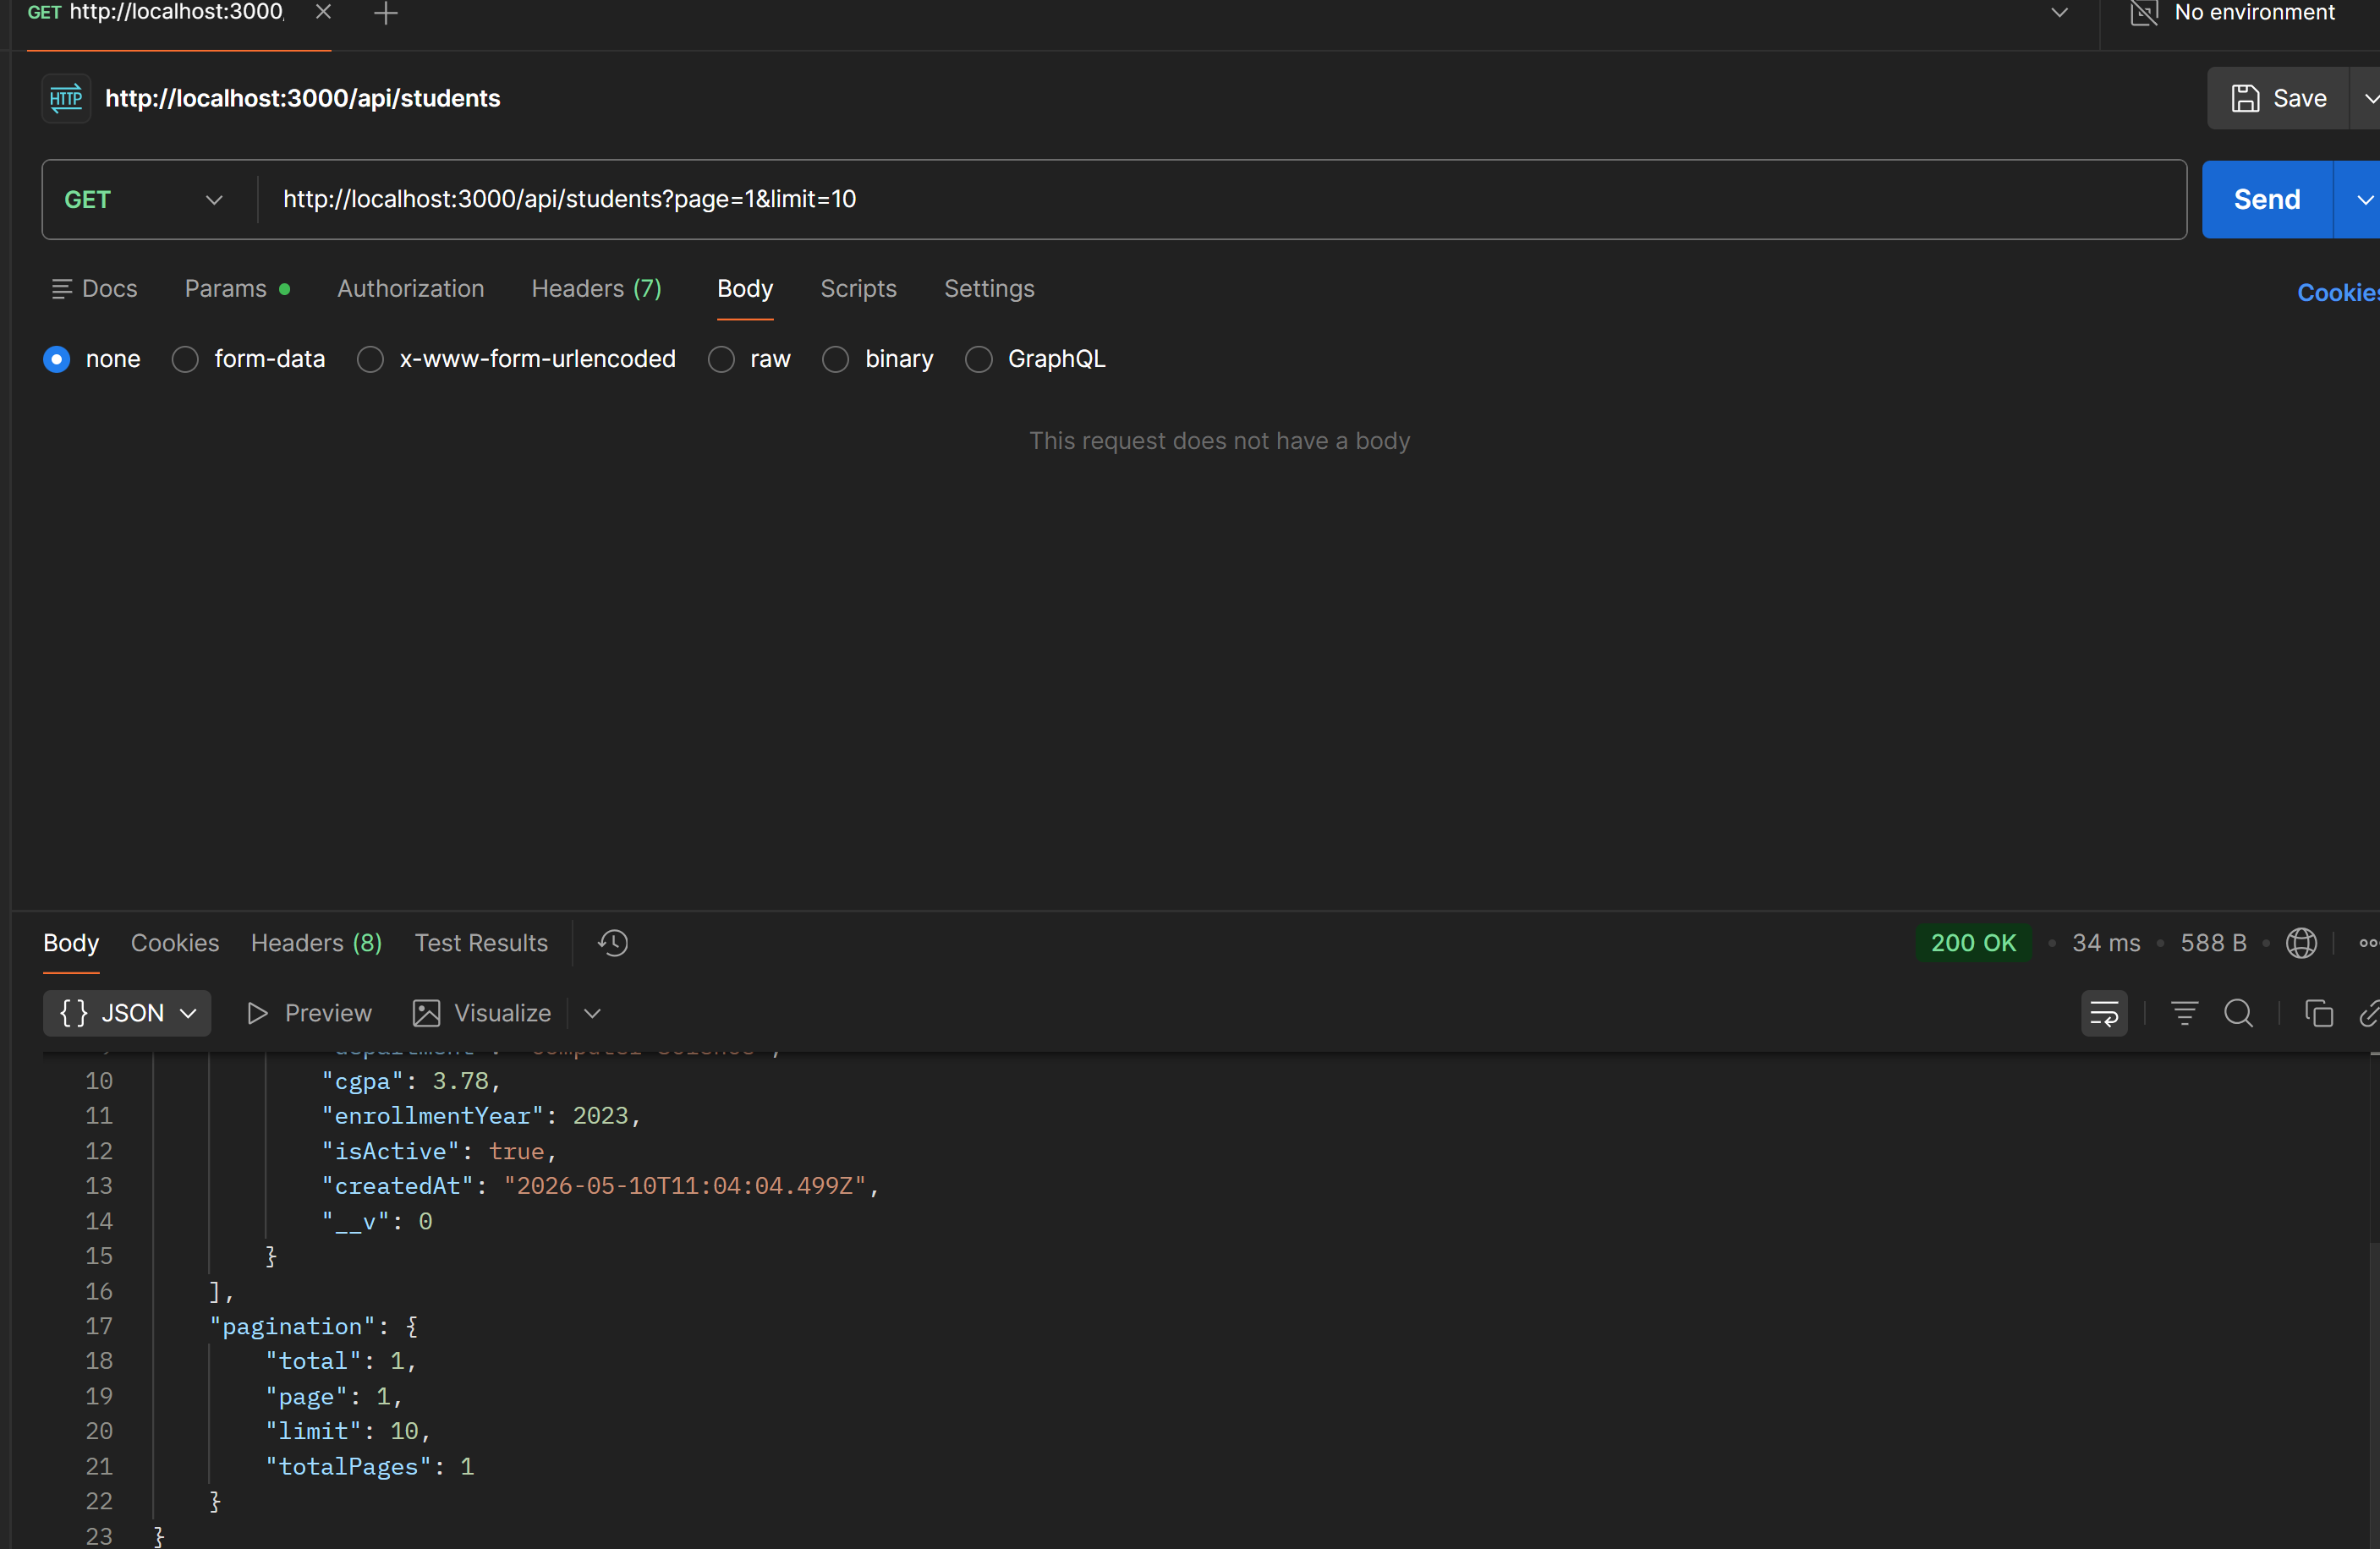 GET http://localhost:3000
No environment
HTTP http://localhost:3000/api/students
Save
GET http://localhost:3000/api/students?page=1&limit=10
Send
Docs Params Authorization Headers (7) Body Scripts Settings
Cookies
none form-data x-www-form-urlencoded raw binary GraphQL
This request does not have a body
Body Cookies Headers (8) Test Results
200 OK • 34 ms • 588 B
{} JSON Preview Visualize
"department": "Computer Science",
10 "cgpa": 3.78,
11 "enrollmentYear": 2023,
12 "isActive": true,
13 "createdAt": "2026-05-10T11:04:04.499Z",
14 "__v": 0
15 }
16 ],
17 "pagination": {
18 "total": 1,
19 "page": 1,
20 "limit": 10,
21 "totalPages": 1
22 }
23 }